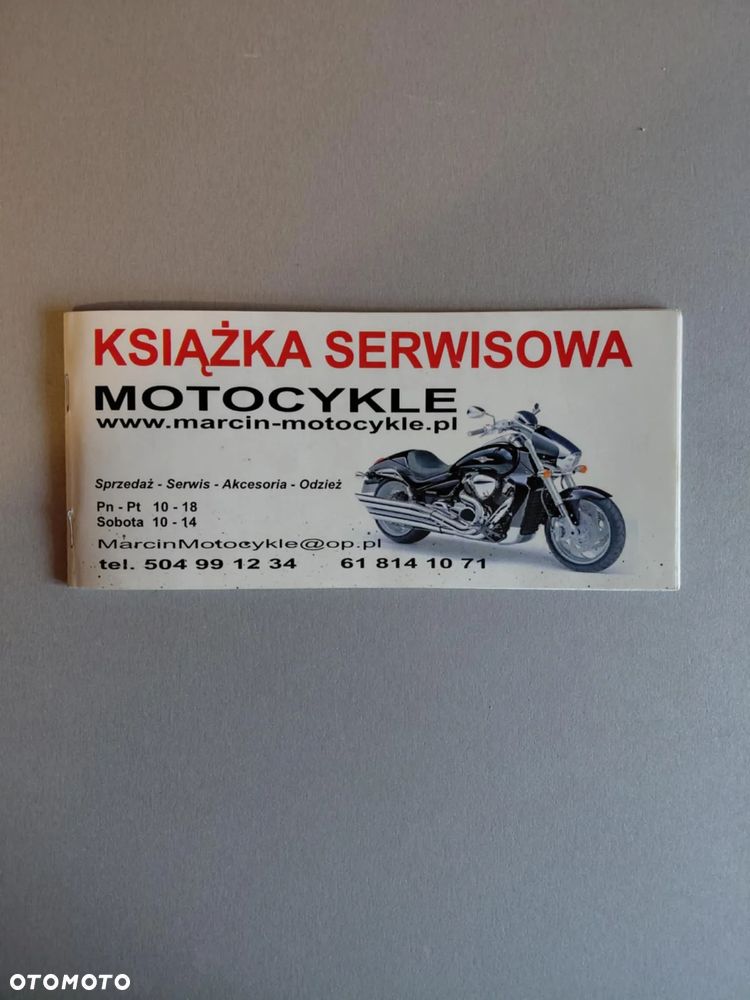 KSIĄŻKA SERWISOWA
MOTOCYKLE
www.marcin-motocykle.pl
Sprzedaż - Serwis - Akcesoria - Odzież
Pn - Pt 10 - 18
Sobota 10 - 14
MarcinMotocykle@op.pl
tel. 504 99 12 34 61 814 10 71
OTOMOTO